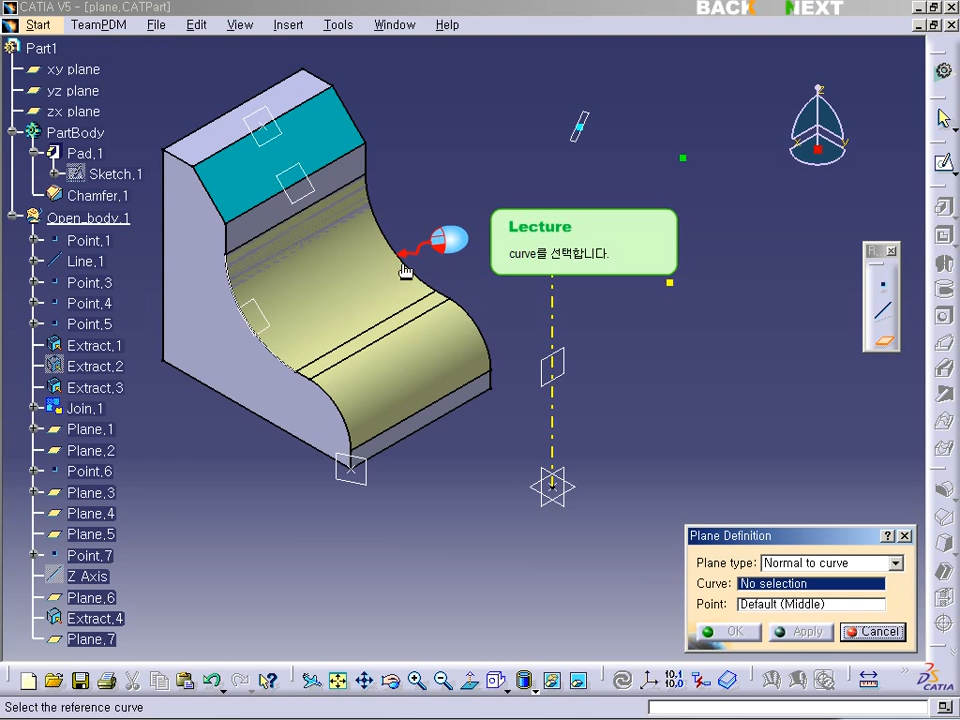 CATIA V5 - [plane,CATPart]
BACK NEXT
Start TeamPDM File Edit View Insert Tools Window Help
Part1
xy plane
yz plane
zx plane
PartBody
Pad,1
Sketch,1
Chamfer,1
Open_body,1
Point,1
Line,1
Point,3
Point,4
Point,5
Extract,1
Extract,2
Extract,3
Join,1
Plane,1
Plane,2
Point,6
Plane,3
Plane,4
Plane,5
Point,7
Z Axis
Plane,6
Extract,4
Plane,7
z
x y
Lecture
curve를 선택합니다.
R...
Plane Definition
Plane type: Normal to curve
Curve: No selection
Point: Default (Middle)
OK Apply Cancel
10,1
10,0
CATIA
Select the reference curve